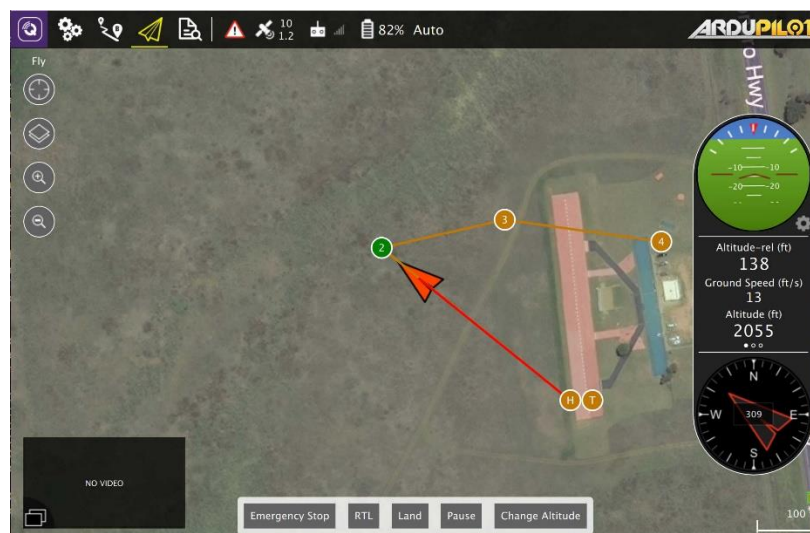 10
1.2
82% Auto
ARDUPILOT
Fly
ro Hwy
3
2
4
H T
-10 -10
-20 -20
Altitude-rel (ft)
138
Ground Speed (ft/s)
13
Altitude (ft)
2055
N
W 309 E
S
NO VIDEO
Emergency Stop RTL Land Pause Change Altitude
100